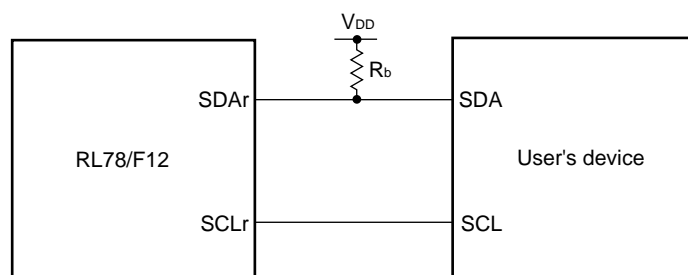 VDD
Rb
SDAr
SDA
RL78/F12
User's device
SCLr
SCL